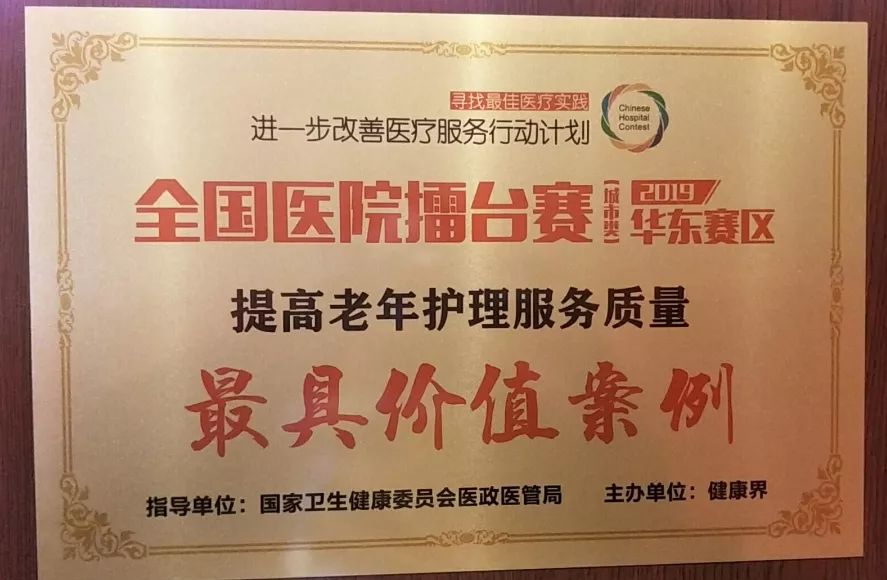 寻找最佳医疗实践
进一步改善医疗服务行动计划
Chinese
Hospital
Contest
全国医院擂台赛（城市类）2019/华东赛区
提高老年护理服务质量
最具价值案例
指导单位：国家卫生健康委员会医政医管局 主办单位：健康界